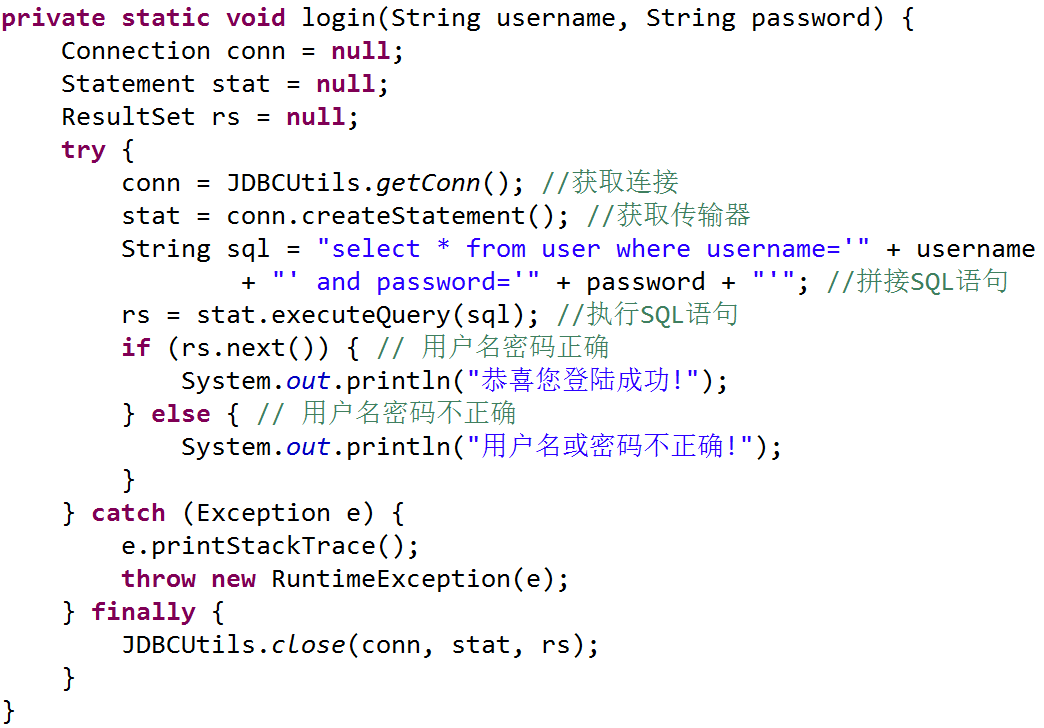 private static void login(String username, String password) {
    Connection conn = null;
    Statement stat = null;
    ResultSet rs = null;
    try {
        conn = JDBCUtils.getConn(); //获取连接
        stat = conn.createStatement(); //获取传输器
        String sql = "select * from user where username='" + username
                + "' and password='" + password + "'"; //拼接SQL语句
        rs = stat.executeQuery(sql); //执行SQL语句
        if (rs.next()) { // 用户名密码正确
            System.out.println("恭喜您登陆成功!");
        } else { // 用户名密码不正确
            System.out.println("用户名或密码不正确!");
        }
    } catch (Exception e) {
        e.printStackTrace();
        throw new RuntimeException(e);
    } finally {
        JDBCUtils.close(conn, stat, rs);
    }
}